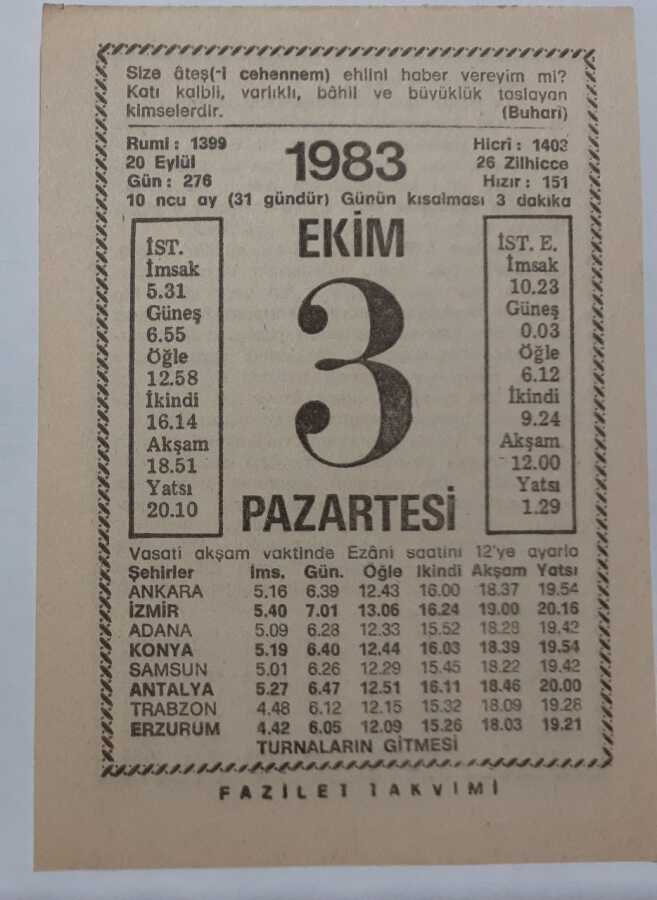 Size âteş(-i cehennem) ehlini haber vereyim mi?
Katı kalbli, varlıklı, bâhil ve büyüklük taslayan
kimselerdir. (Buhari)
Rumi : 1399
20 Eylül
Gün : 276
1983
Hicri : 1403
26 Zilhicce
Hızır : 151
10 ncu ay (31 gündür) Günün kısalması 3 dakika
EKİM
3
PAZARTESİ
İST.
İmsak
5.31
Güneş
6.55
Öğle
12.58
İkindi
16.14
Akşam
18.51
Yatsı
20.10
İST. E.
İmsak
10.23
Güneş
0.03
Öğle
6.12
İkindi
9.24
Akşam
12.00
Yatsı
1.29
Vasati akşam vaktinde Ezâni saatini 12'ye ayarla
Şehirler İms. Gün. Öğle İkindi Akşam Yatsı
ANKARA 5.16 6.39 12.43 16.00 18.37 19.54
İZMİR 5.40 7.01 13.06 16.24 19.00 20.16
ADANA 5.09 6.28 12.33 15.52 18.28 19.42
KONYA 5.19 6.40 12.44 16.03 18.39 19.54
SAMSUN 5.01 6.26 12.29 15.45 18.22 19.42
ANTALYA 5.27 6.47 12.51 16.11 18.46 20.00
TRABZON 4.48 6.12 12.15 15.32 18.09 19.28
ERZURUM 4.42 6.05 12.09 15.26 18.03 19.21
TURNALARIN GİTMESİ
FAZİLET TAKVİMİ